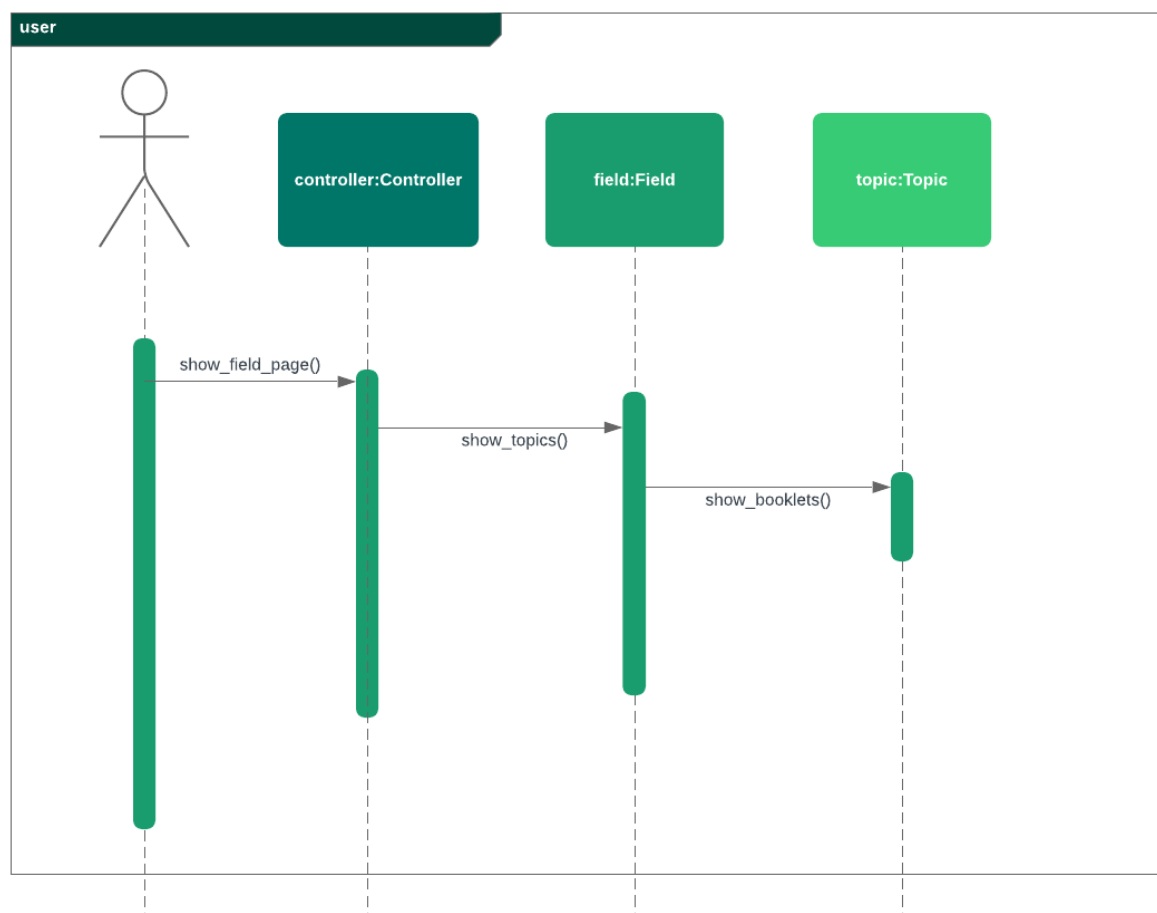 user
controller:Controller
field:Field
topic:Topic
show_field_page()
show_topics()
show_booklets()